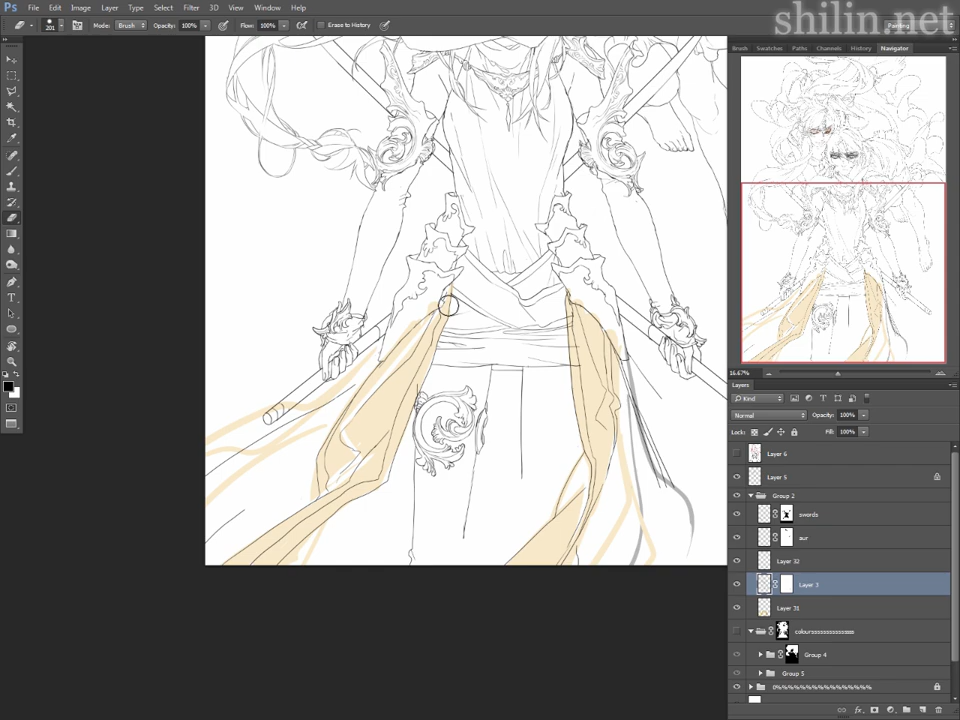 shilin.net
Ps File Edit Image Layer Type Select Filter 3D View Window Help
201 Mode: Brush Opacity: 100% Flow: 100% Erase to History Painting
Brush Swatches Paths Channels History Navigator
16.67%
Layers
Kind
Normal Opacity: 100%
Lock: Fill: 100%
Layer 6
Layer 5
Group 2
swords
Layer 32
Layer 3
Layer 31
Group 4
Group 5